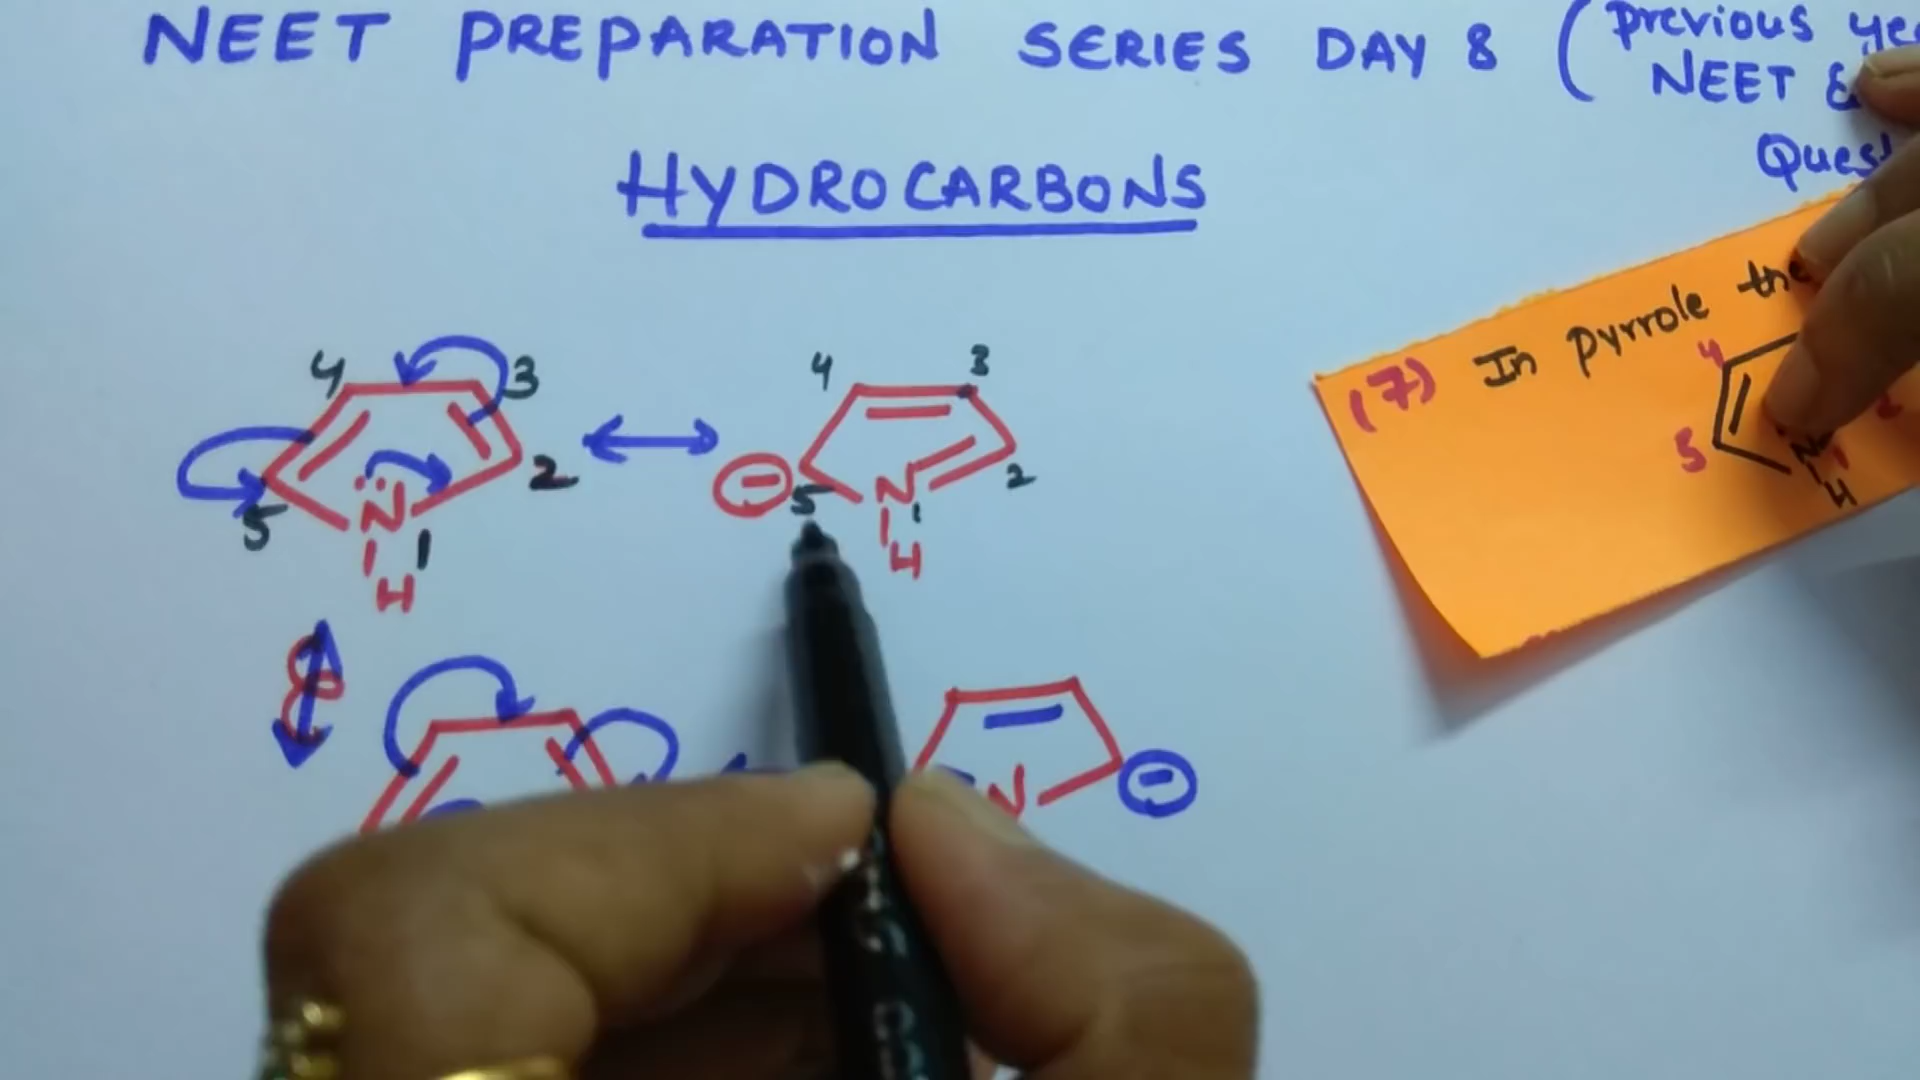 NEET PREPARATION SERIES DAY 8 (previous
NEET &
HYDROCARBONS
(7) In pyrrole the
4 3
5 2
N 1
H
4 3
5 2
N 1
H
4
5
N 1
H
N